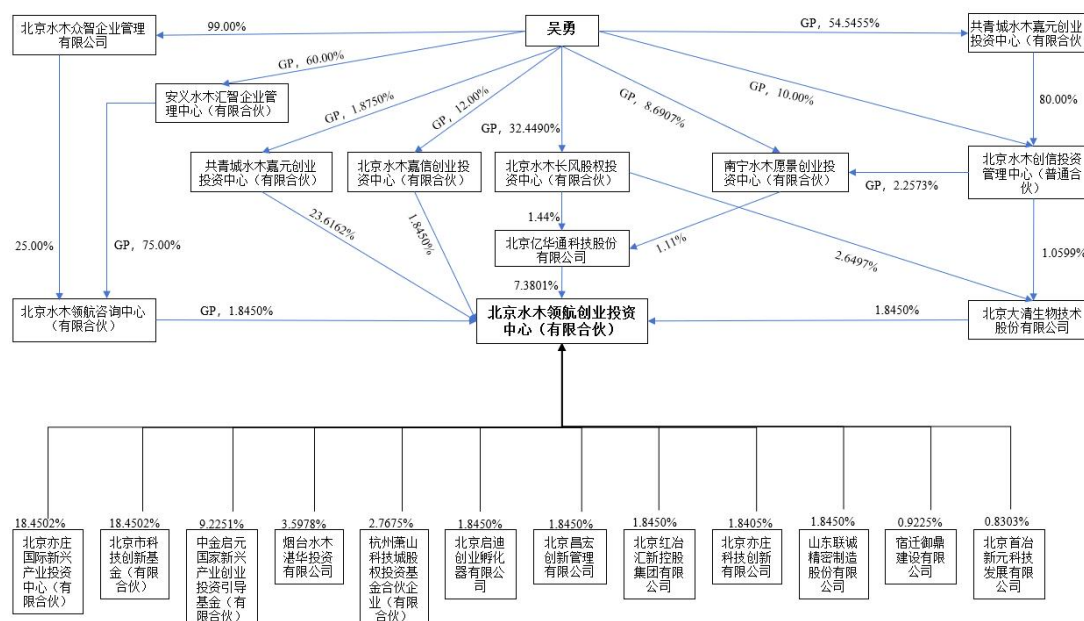 北京水木众智企业管理
有限公司
99.00%
吴勇
GP，54.5455%
共青城水木嘉元创业
投资中心（有限合伙）
GP，60.00%
安义水木汇智企业管
理中心（有限合伙）
GP，1.8750%
GP，12.00%
GP，32.4490%
GP，8.6907%
GP，10.00%
80.00%
共青城水木嘉元创业
投资中心（有限合伙）
北京水木嘉信创业投
资中心（有限合伙）
北京水木长风股权投
资中心（有限合伙）
南宁水木愿景创业投
资中心（有限合伙）
GP，2.2573%
北京水木创信投资
管理中心（普通合
伙）
25.00%
GP，75.00%
23.6162%
1.8450%
1.44%
1.11%
北京亿华通科技股份
有限公司
2.6497%
1.0599%
7.3801%
北京水木领航咨询中心
（有限合伙）
GP，1.8450%
北京水木领航创业投资
中心（有限合伙）
1.8450%
北京大清生物技术
股份有限公司
18.4502%
北京亦庄
国际新兴
产业投资
中心（有
限合伙）
18.4502%
北京市科
技创新基
金（有限
合伙）
9.2251%
中金启元
国家新兴
产业创业
投资引导
基金（有
限合伙）
3.5978%
烟台水木
湛华投资
有限公司
2.7675%
杭州萧山
科技城股
权投资基
金合伙企
业（有限
合伙）
1.8450%
北京启迪
创业孵化
器有限公
司
1.8450%
北京昌宏
创新管理
有限公司
1.8450%
北京红冶
汇新控股
集团有限
公司
1.8405%
北京亦庄
科技创新
有限公司
1.8450%
山东联诚
精密制造
股份有限
公司
0.9225%
宿迁御鼎
建设有限
公司
0.8303%
北京首冶
新元科技
发展有限
公司